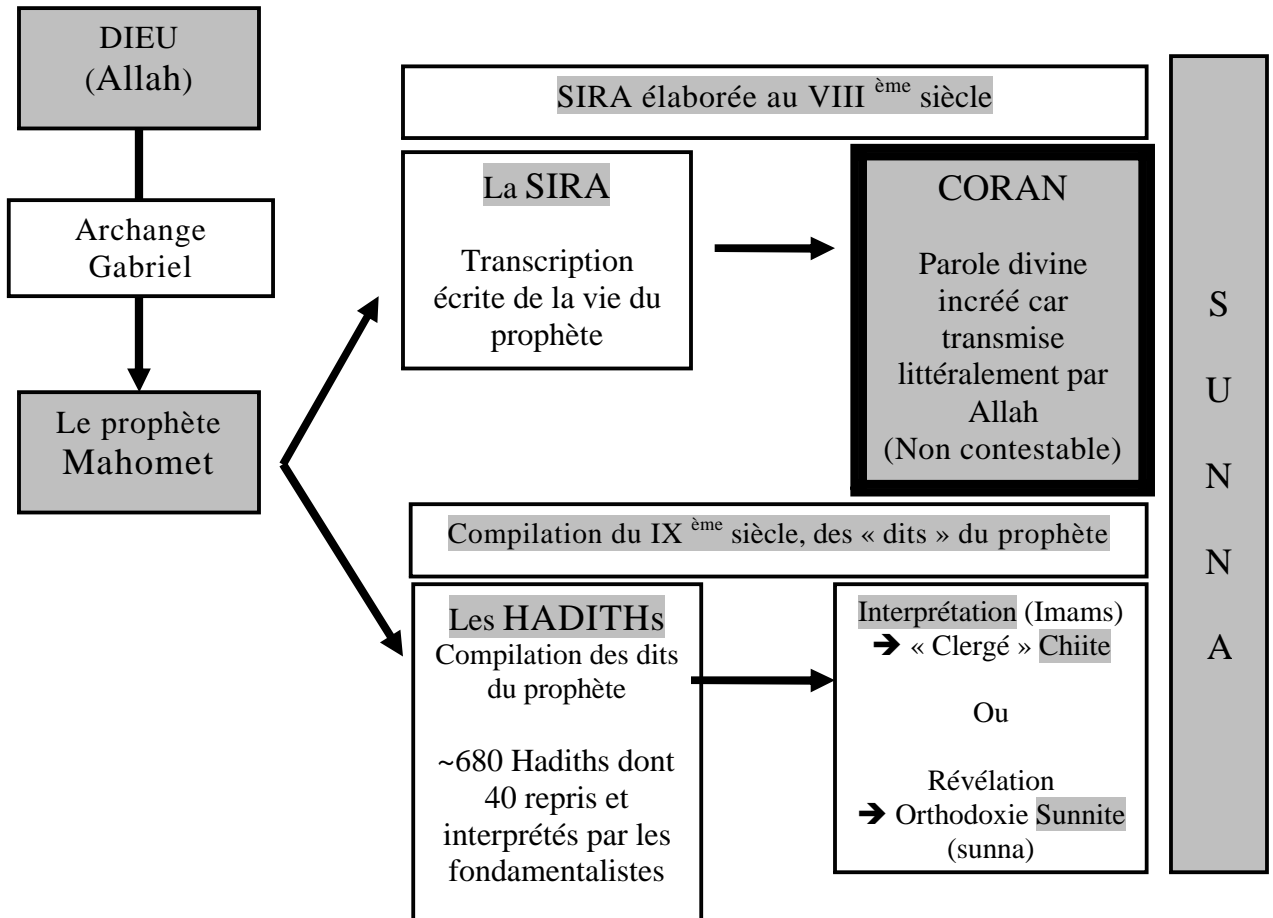 DIEU
(Allah)
Archange
Gabriel
Le prophète
Mahomet
SIRA élaborée au VIII ème siècle
La SIRA
Transcription
écrite de la vie du
prophète
CORAN
Parole divine
incréé car
transmise
littéralement par
Allah
(Non contestable)
Compilation du IX ème siècle, des « dits » du prophète
Les HADITHs
Compilation des dits
du prophète
~680 Hadiths dont
40 repris et
interprétés par les
fondamentalistes
Interprétation (Imams)
➔ « Clergé » Chiite
Ou
Révélation
➔ Orthodoxie Sunnite
(sunna)
S
U
N
N
A